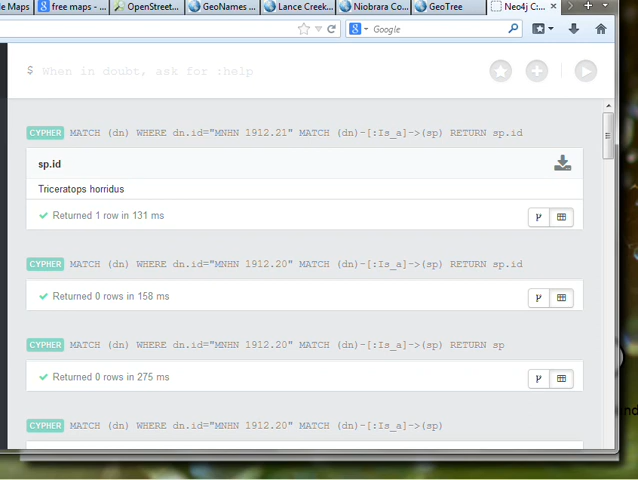 le Maps
free maps - ...
OpenStreet...
GeoNames ...
Lance Creek...
Niobrara Co...
GeoTree
Neo4j C:...
Google
$ When in doubt, ask for :help
CYPHER MATCH (dn) WHERE dn.id="MNHN 1912.21" MATCH (dn)-[:Is_a]->(sp) RETURN sp.id
sp.id
Triceratops horridus
Returned 1 row in 131 ms
CYPHER MATCH (dn) WHERE dn.id="MNHN 1912.20" MATCH (dn)-[:Is_a]->(sp) RETURN sp.id
Returned 0 rows in 158 ms
CYPHER MATCH (dn) WHERE dn.id="MNHN 1912.20" MATCH (dn)-[:Is_a]->(sp) RETURN sp
Returned 0 rows in 275 ms
CYPHER MATCH (dn) WHERE dn.id="MNHN 1912.20" MATCH (dn)-[:Is_a]->(sp)